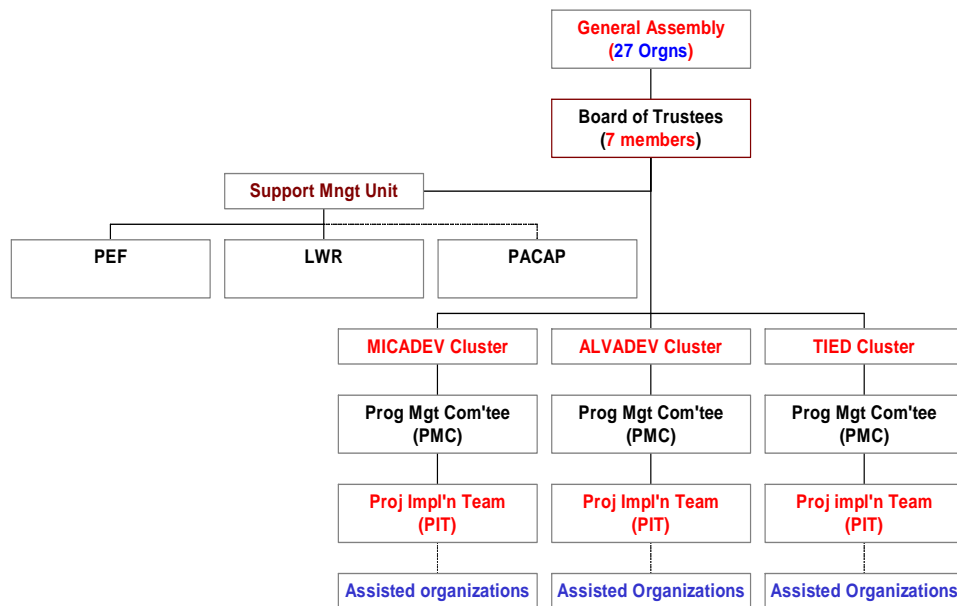 General Assembly
(27 Orgns)
Board of Trustees
(7 members)
Support Mngt Unit
PEF
LWR
PACAP
MICADEV Cluster
ALVADEV Cluster
TIED Cluster
Prog Mgt Com'tee
(PMC)
Prog Mgt Com'tee
(PMC)
Prog Mgt Com'tee
(PMC)
Proj Impl'n Team
(PIT)
Proj Impl'n Team
(PIT)
Proj impl'n Team
(PIT)
Assisted organizations
Assisted Organizations
Assisted Organizations